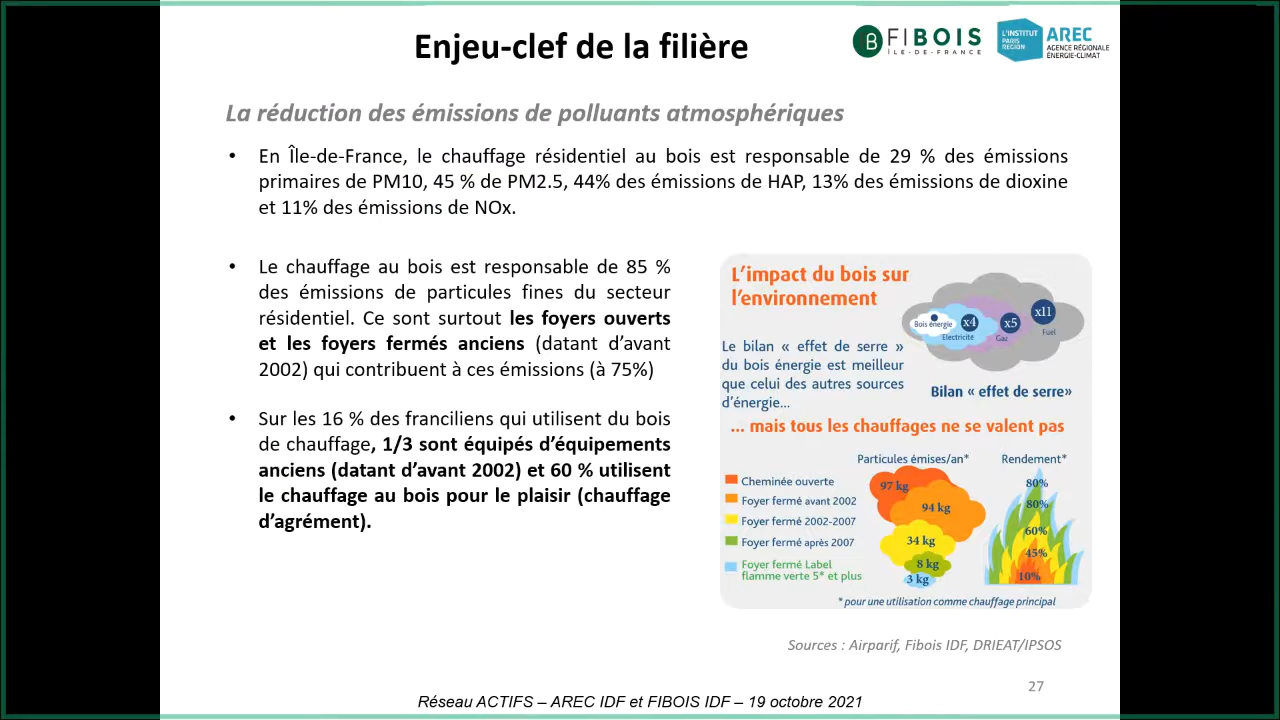 Enjeu-clef de la filière
B FIBOIS
ÎLE-DE-FRANCE
L'INSTITUT
PARIS
REGION
AREC
AGENCE RÉGIONALE
ÉNERGIE-CLIMAT
La réduction des émissions de polluants atmosphériques
• En Île-de-France, le chauffage résidentiel au bois est responsable de 29 % des émissions
primaires de PM10, 45 % de PM2.5, 44% des émissions de HAP, 13% des émissions de dioxine
et 11% des émissions de NOx.
• Le chauffage au bois est responsable de 85 %
des émissions de particules fines du secteur
résidentiel. Ce sont surtout les foyers ouverts
et les foyers fermés anciens (datant d'avant
2002) qui contribuent à ces émissions (à 75%)
• Sur les 16 % des franciliens qui utilisent du bois
de chauffage, 1/3 sont équipés d'équipements
anciens (datant d'avant 2002) et 60 % utilisent
le chauffage au bois pour le plaisir (chauffage
d'agrément).
L'impact du bois sur
l'environnement
Bois énergie
x4
Electricité
x5
Gaz
x11
Fuel
Le bilan « effet de serre »
du bois énergie est meilleur
que celui des autres sources
d'énergie...
Bilan « effet de serre»
... mais tous les chauffages ne se valent pas
Particules émises/an*
Rendement*
Cheminée ouverte
Foyer fermé avant 2002
Foyer fermé 2002-2007
Foyer fermé après 2007
Foyer fermé Label
flamme verte 5* et plus
97 kg
94 kg
34 kg
8 kg
3 kg
80%
80%
60%
45%
10%
* pour une utilisation comme chauffage principal
Sources : Airparif, Fibois IDF, DRIEAT/IPSOS
27
Réseau ACTIFS – AREC IDF et FIBOIS IDF – 19 octobre 2021